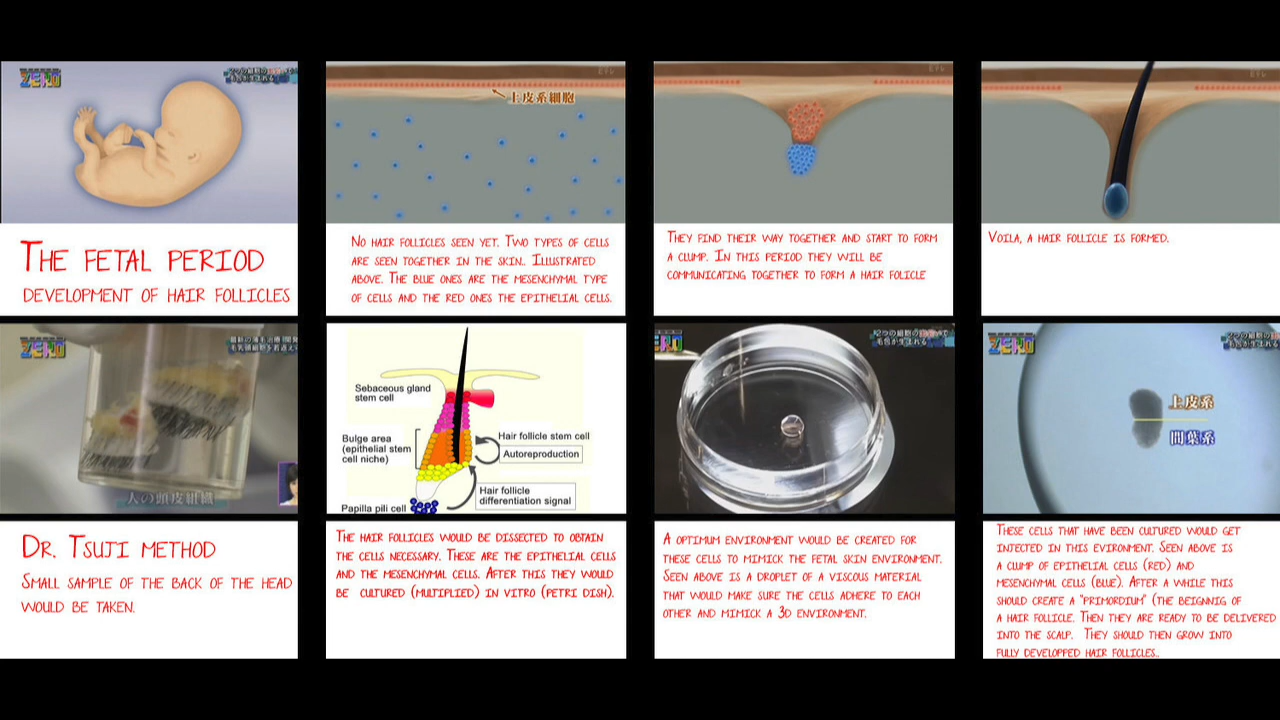 ZERO
THE FETAL PERIOD
DEVELOPMENT OF HAIR FOLLICLES
上皮系細胞
NO HAIR FOLLICLES SEEN YET. TWO TYPES OF CELLS
ARE SEEN TOGETHER IN THE SKIN.. ILLUSTRATED
ABOVE. THE BLUE ONES ARE THE MESENCHYMAL TYPE
OF CELLS AND THE RED ONES THE EPITHELIAL CELLS.
THEY FIND THEIR WAY TOGETHER AND START TO FORM
A CLUMP. IN THIS PERIOD THEY WILL BE
COMMUNICATING TOGETHER TO FORM A HAIR FOLICLE
VOILA, A HAIR FOLLICLE IS FORMED.
ZERO
人の頭皮組織
DR. TSUJI METHOD
SMALL SAMPLE OF THE BACK OF THE HEAD
WOULD BE TAKEN.
Sebaceous gland
stem cell
Bulge area
(epithelial stem
cell niche)
Hair follicle stem cell
Autoreproduction
Hair follicle
differentiation signal
Papilla pili cell
THE HAIR FOLLICLES WOULD BE DISSECTED TO OBTAIN
THE CELLS NECESSARY. THESE ARE THE EPITHELIAL CELLS
AND THE MESENCHYMAL CELLS. AFTER THIS THEY WOULD
BE CULTURED (MULTIPLIED) IN VITRO (PETRI DISH).
A OPTIMUM ENVIRONMENT WOULD BE CREATED FOR
THESE CELLS TO MIMICK THE FETAL SKIN ENVIRONMENT.
SEEN ABOVE IS A DROPLET OF A VISCOUS MATERIAL
THAT WOULD MAKE SURE THE CELLS ADHERE TO EACH
OTHER AND MIMICK A 3D ENVIRONMENT.
ZERO
上皮系
間葉系
THESE CELLS THAT HAVE BEEN CULTURED WOULD GET
INJECTED IN THIS EVIRONMENT. SEEN ABOVE IS
A CLUMP OF EPITHELIAL CELLS (RED) AND
MESENCHYMAL CELLS (BLUE). AFTER A WHILE THIS
SHOULD CREATE A "PRIMORDIUM" (THE BEIGNNIG OF
A HAIR FOLLICLE. THEN THEY ARE READY TO BE DELIVERED
INTO THE SCALP. THEY SHOULD THEN GROW INTO
FULLY DEVELOPPED HAIR FOLLICLES..